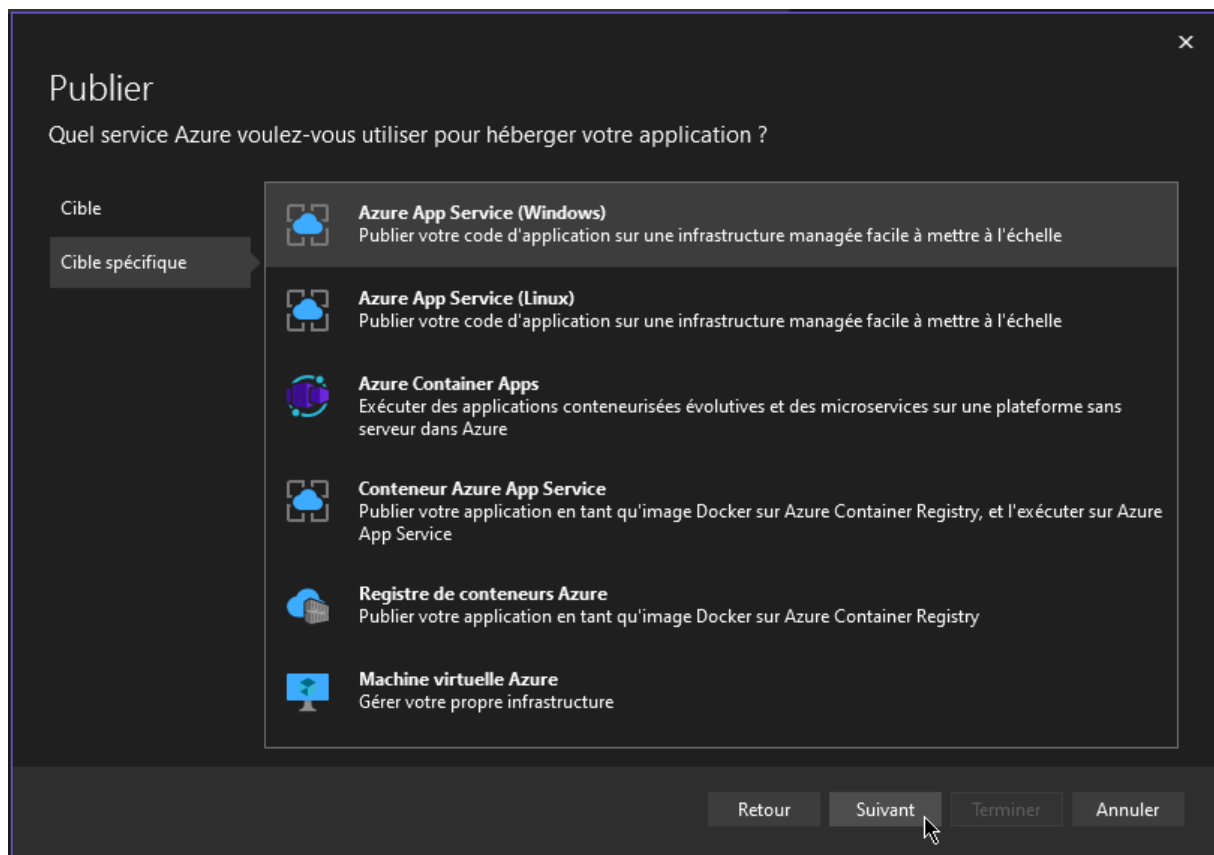 Publier
Quel service Azure voulez-vous utiliser pour héberger votre application ?
Cible
Cible spécifique
Azure App Service (Windows)
Publier votre code d'application sur une infrastructure managée facile à mettre à l'échelle
Azure App Service (Linux)
Publier votre code d'application sur une infrastructure managée facile à mettre à l'échelle
Azure Container Apps
Exécuter des applications conteneurisées évolutives et des microservices sur une plateforme sans
serveur dans Azure
Conteneur Azure App Service
Publier votre application en tant qu'image Docker sur Azure Container Registry, et l'exécuter sur Azure
App Service
Registre de conteneurs Azure
Publier votre application en tant qu'image Docker sur Azure Container Registry
Machine virtuelle Azure
Gérer votre propre infrastructure
Retour
Suivant
Terminer
Annuler